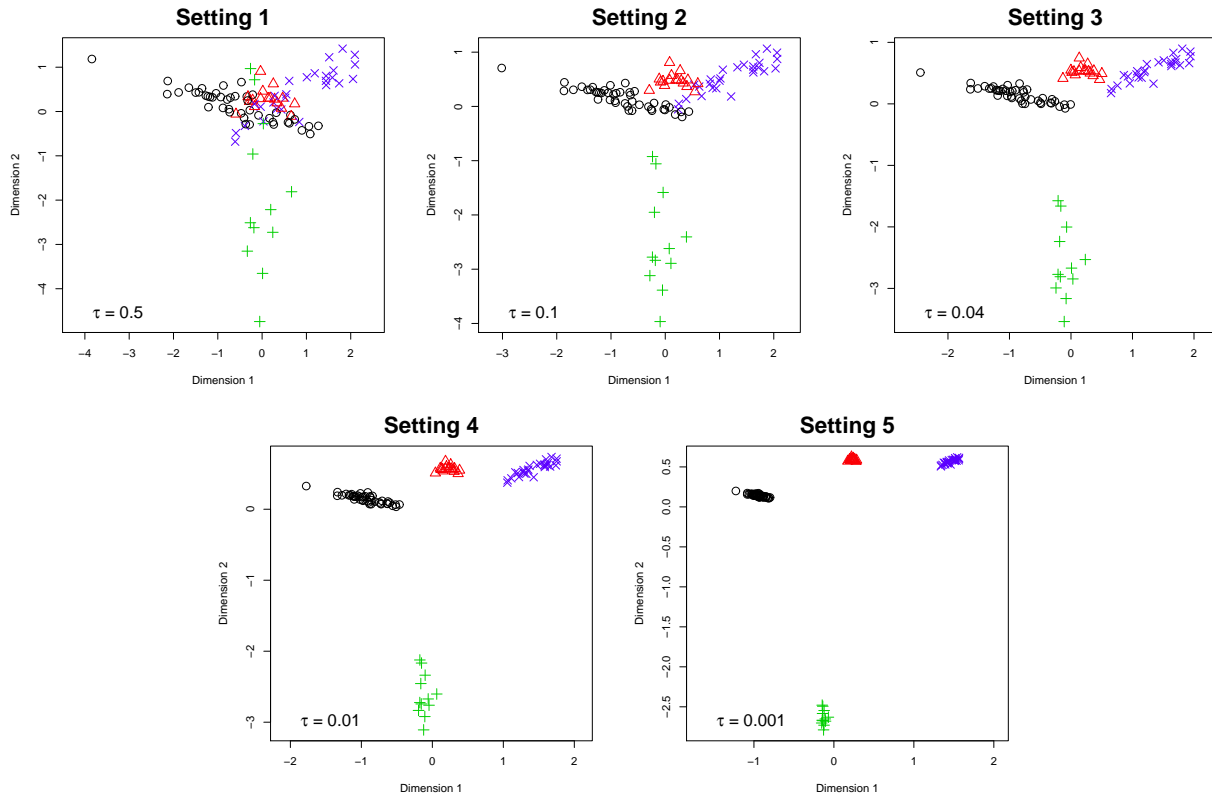 Setting 1
Setting 2
Setting 3
Dimension 2
1
0
−1
−2
−3
−4
τ = 0.5
−4 −3 −2 −1 0 1 2
Dimension 1
Dimension 2
1
0
−1
−2
−3
−4
τ = 0.1
−3 −2 −1 0 1 2
Dimension 1
Dimension 2
1
0
−1
−2
−3
τ = 0.04
−2 −1 0 1 2
Dimension 1
Setting 4
Setting 5
Dimension 2
0
−1
−2
−3
τ = 0.01
−2 −1 0 1 2
Dimension 1
Dimension 2
0.5
0.0
−0.5
−1.0
−1.5
−2.0
−2.5
τ = 0.001
−1 0 1 2
Dimension 1